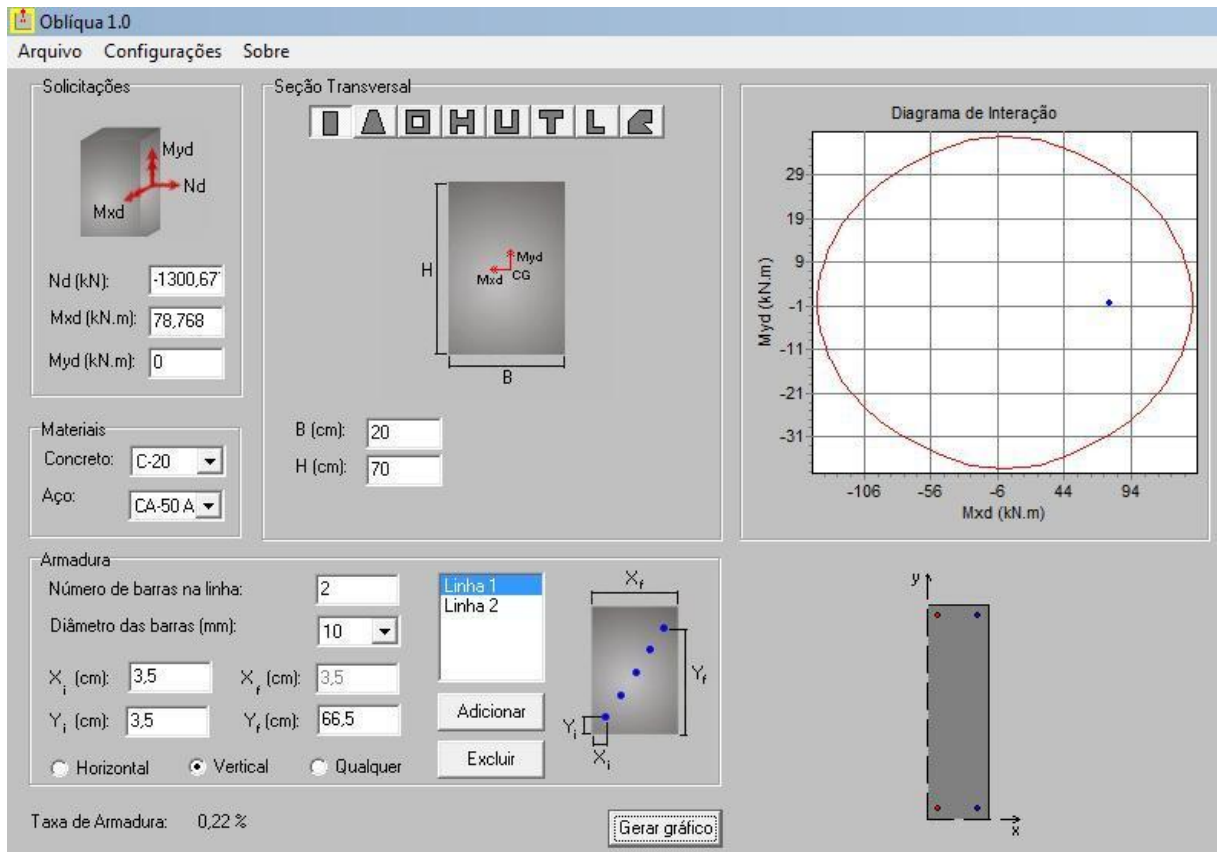 Oblíqua 1.0
Arquivo Configurações Sobre
Solicitações
Myd
Nd
Mxd
Nd (kN): -1300,67
Mxd (kN.m): 78,768
Myd (kN.m): 0
Materiais
Concreto: C-20
Aço: CA-50 A
Seção Transversal
H
Myd
Mxd CG
B
B (cm): 20
H (cm): 70
Diagrama de Interação
Myd (kN.m)
29
19
9
-1
-11
-21
-31
-106 -56 -6 44 94
Mxd (kN.m)
Armadura
Número de barras na linha: 2
Diâmetro das barras (mm): 10
Xi (cm): 3,5 Xf (cm): 3,5
Yi (cm): 3,5 Yf (cm): 66,5
Horizontal Vertical Qualquer
Linha 1
Linha 2
Adicionar
Excluir
Xf
Yf
Yi
Xi
Taxa de Armadura: 0,22 %
Gerar gráfico
y
x